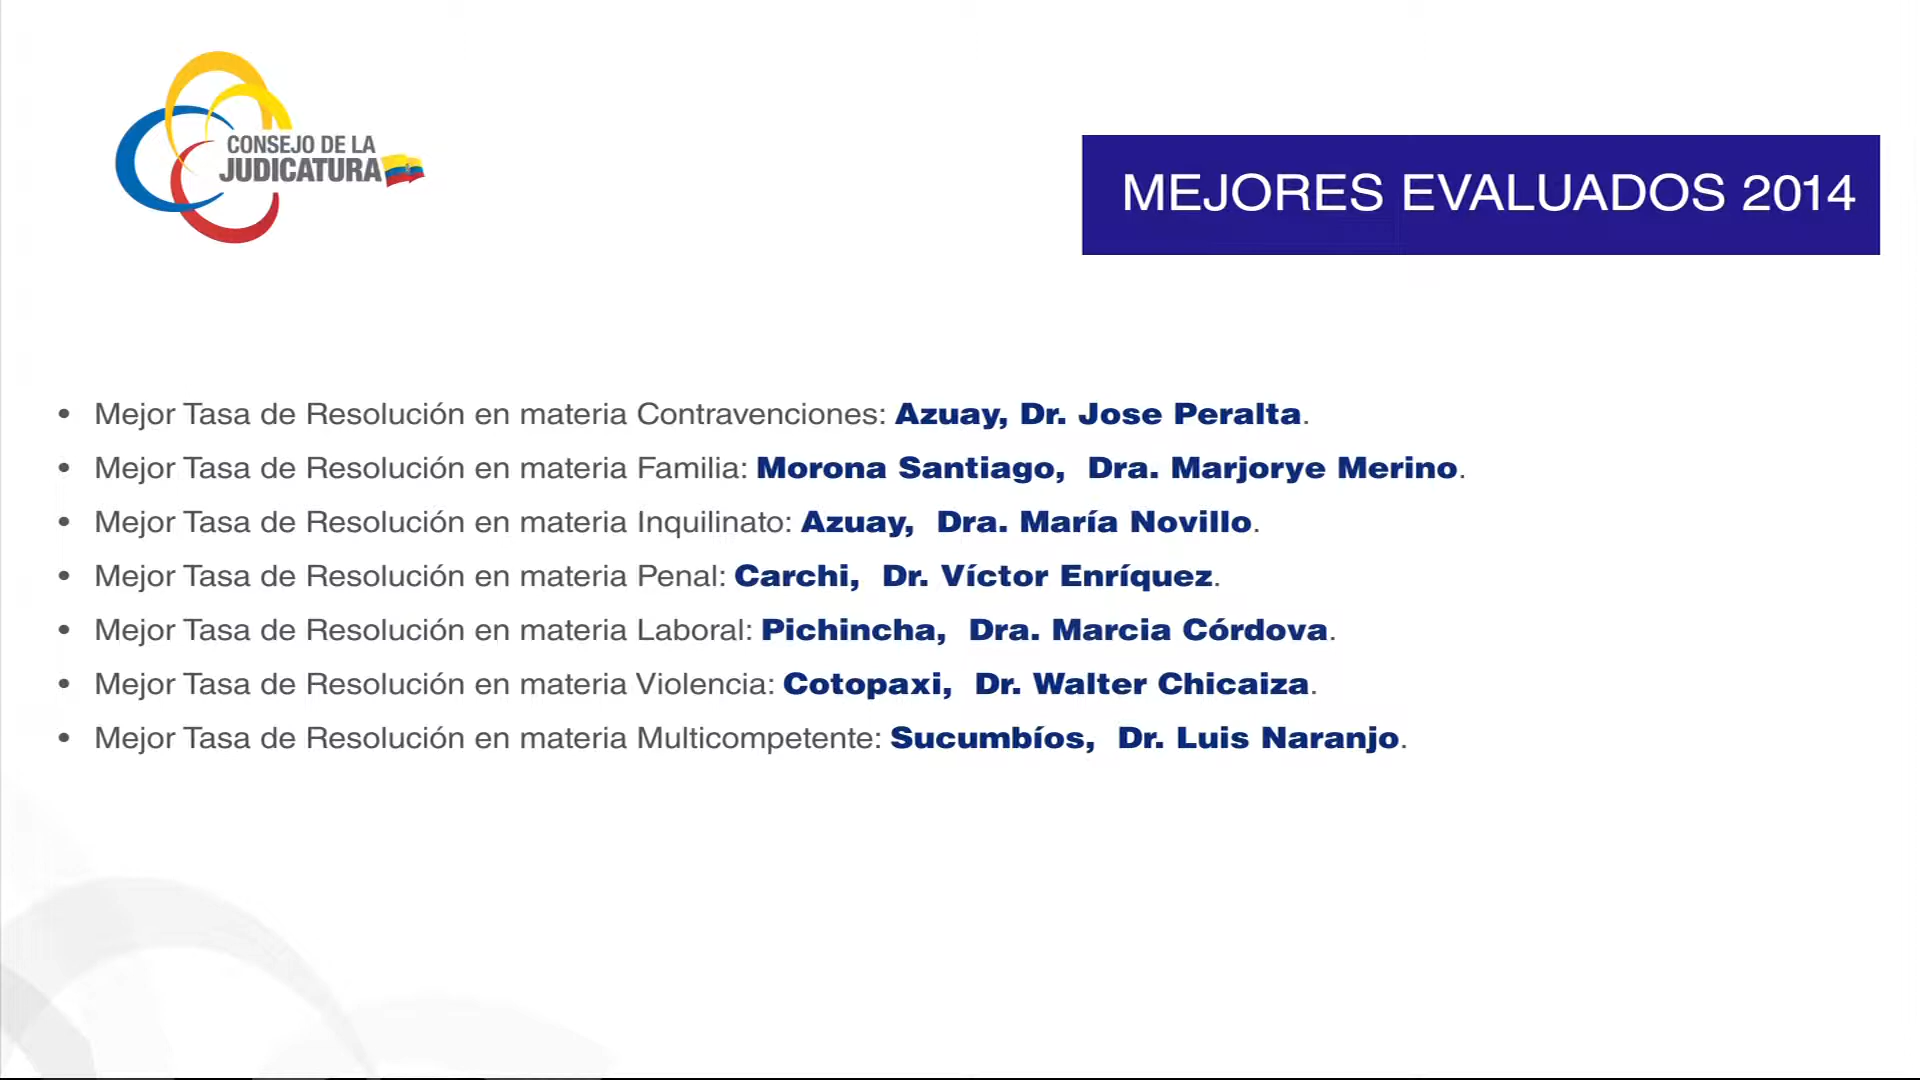 CONSEJO DE LA
JUDICATURA
MEJORES EVALUADOS 2014
• Mejor Tasa de Resolución en materia Contravenciones: Azuay, Dr. Jose Peralta.
• Mejor Tasa de Resolución en materia Familia: Morona Santiago, Dra. Marjorye Merino.
• Mejor Tasa de Resolución en materia Inquilinato: Azuay, Dra. María Novillo.
• Mejor Tasa de Resolución en materia Penal: Carchi, Dr. Víctor Enríquez.
• Mejor Tasa de Resolución en materia Laboral: Pichincha, Dra. Marcia Córdova.
• Mejor Tasa de Resolución en materia Violencia: Cotopaxi, Dr. Walter Chicaiza.
• Mejor Tasa de Resolución en materia Multicompetente: Sucumbíos, Dr. Luis Naranjo.